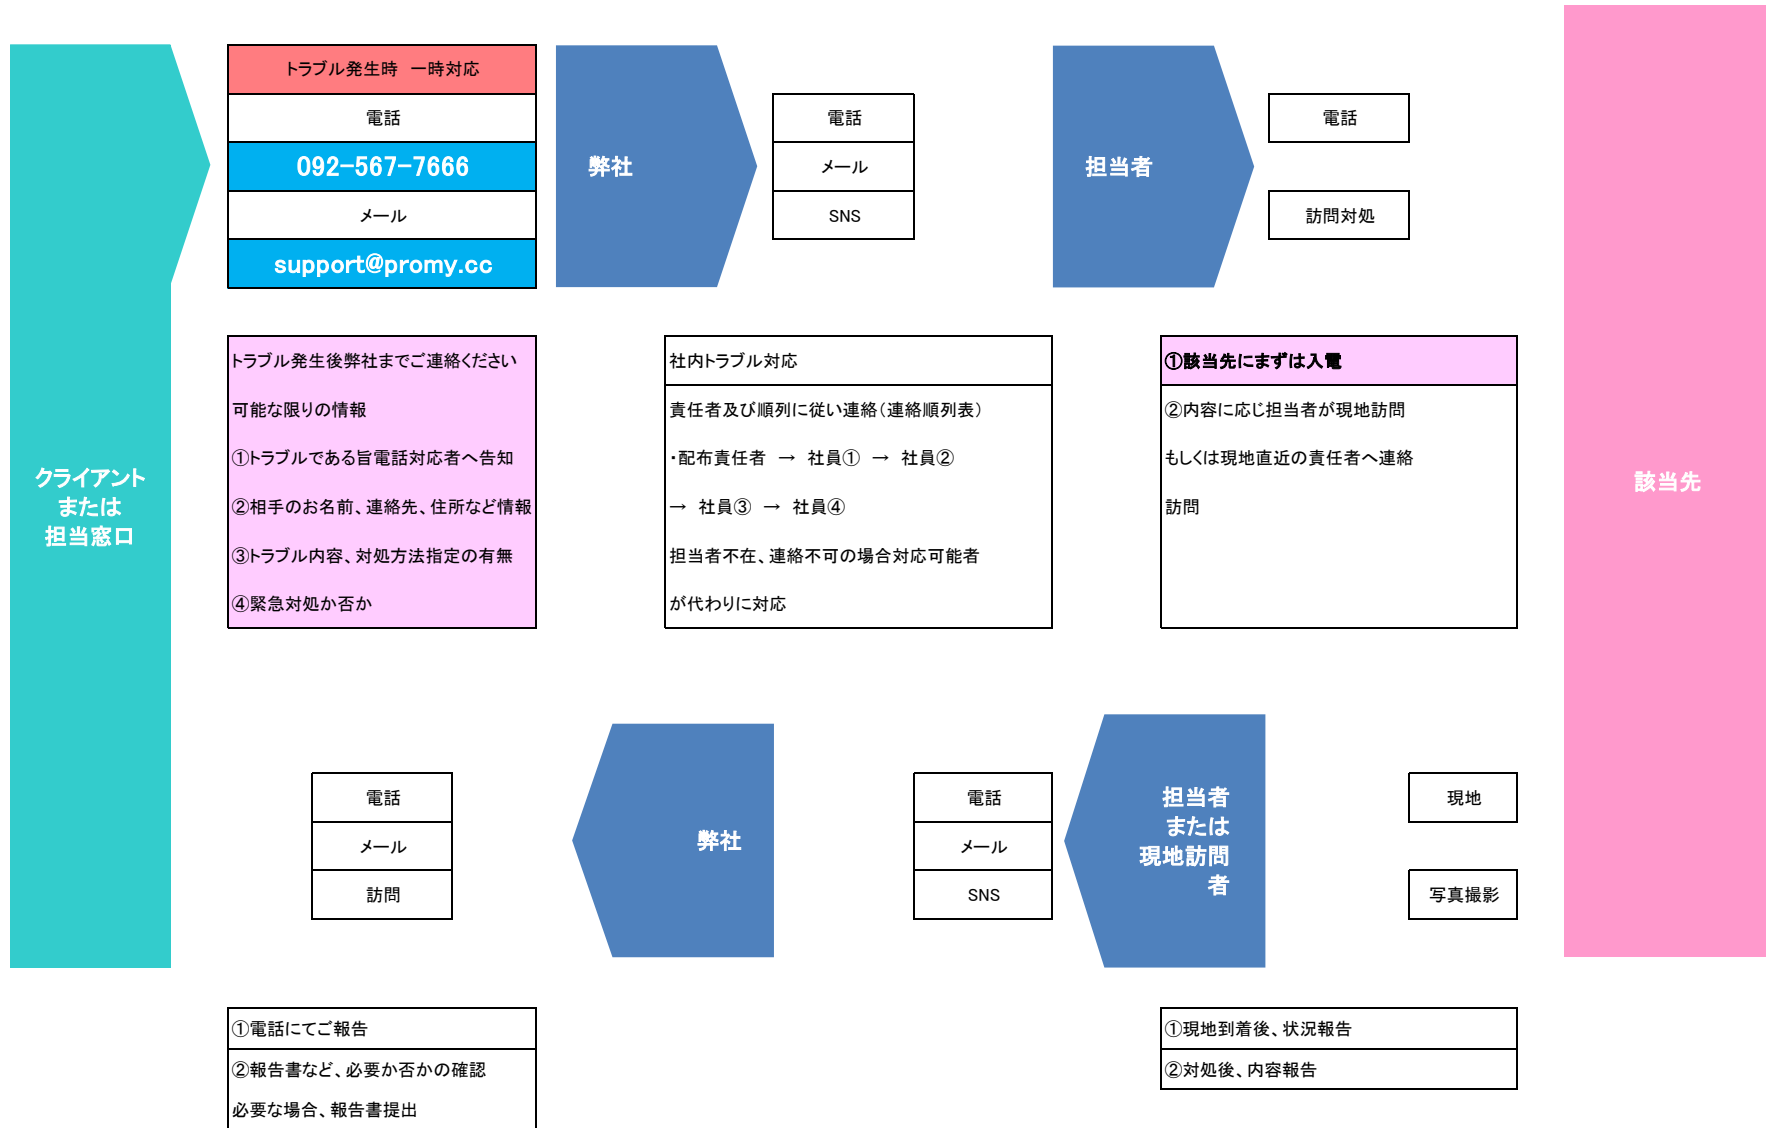 クライアント
または
担当窓口
トラブル発生時　一時対応
電話
092-567-7666
メール
support@promy.cc
弊社
電話
メール
SNS
担当者
電話
訪問対処
該当先
トラブル発生後弊社までご連絡ください
可能な限りの情報
①トラブルである旨電話対応者へ告知
②相手のお名前、連絡先、住所など情報
③トラブル内容、対処方法指定の有無
④緊急対処か否か
社内トラブル対応
責任者及び順列に従い連絡（連絡順列表）
・配布責任者　→　社員①　→　社員②
→　社員③　→　社員④
担当者不在、連絡不可の場合対応可能者
が代わりに対応
①該当先にまずは入電
②内容に応じ担当者が現地訪問
もしくは現地直近の責任者へ連絡
訪問
電話
メール
訪問
弊社
電話
メール
SNS
担当者
または
現地訪問
者
現地
写真撮影
①電話にてご報告
②報告書など、必要か否かの確認
必要な場合、報告書提出
①現地到着後、状況報告
②対処後、内容報告